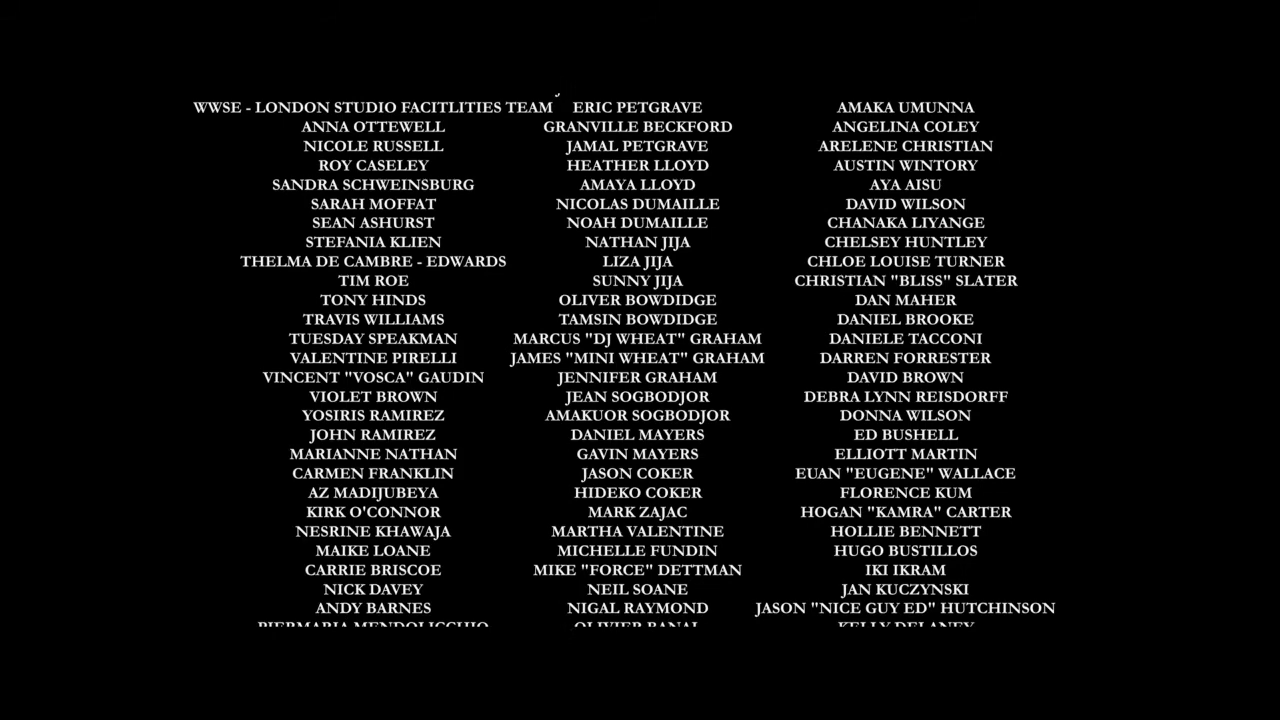 WWSE - LONDON STUDIO FACITLITIES TEAM
ANNA OTTEWELL
NICOLE RUSSELL
ROY CASELEY
SANDRA SCHWEINSBURG
SARAH MOFFAT
SEAN ASHURST
STEFANIA KLIEN
THELMA DE CAMBRE - EDWARDS
TIM ROE
TONY HINDS
TRAVIS WILLIAMS
TUESDAY SPEAKMAN
VALENTINE PIRELLI
VINCENT "VOSCA" GAUDIN
VIOLET BROWN
YOSIRIS RAMIREZ
JOHN RAMIREZ
MARIANNE NATHAN
CARMEN FRANKLIN
AZ MADIJUBEYA
KIRK O'CONNOR
NESRINE KHAWAJA
MAIKE LOANE
CARRIE BRISCOE
NICK DAVEY
ANDY BARNES
PIERMARIA MENDOLICCHIO
ERIC PETGRAVE
GRANVILLE BECKFORD
JAMAL PETGRAVE
HEATHER LLOYD
AMAYA LLOYD
NICOLAS DUMAILLE
NOAH DUMAILLE
NATHAN JIJA
LIZA JIJA
SUNNY JIJA
OLIVER BOWDIDGE
TAMSIN BOWDIDGE
MARCUS "DJ WHEAT" GRAHAM
JAMES "MINI WHEAT" GRAHAM
JENNIFER GRAHAM
JEAN SOGBODJOR
AMAKUOR SOGBODJOR
DANIEL MAYERS
GAVIN MAYERS
JASON COKER
HIDEKO COKER
MARK ZAJAC
MARTHA VALENTINE
MICHELLE FUNDIN
MIKE "FORCE" DETTMAN
NEIL SOANE
NIGAL RAYMOND
OLIVIER BANAL
AMAKA UMUNNA
ANGELINA COLEY
ARELENE CHRISTIAN
AUSTIN WINTORY
AYA AISU
DAVID WILSON
CHANAKA LIYANGE
CHELSEY HUNTLEY
CHLOE LOUISE TURNER
CHRISTIAN "BLISS" SLATER
DAN MAHER
DANIEL BROOKE
DANIELE TACCONI
DARREN FORRESTER
DAVID BROWN
DEBRA LYNN REISDORFF
DONNA WILSON
ED BUSHELL
ELLIOTT MARTIN
EUAN "EUGENE" WALLACE
FLORENCE KUM
HOGAN "KAMRA" CARTER
HOLLIE BENNETT
HUGO BUSTILLOS
IKI IKRAM
JAN KUCZYNSKI
JASON "NICE GUY ED" HUTCHINSON
KELLY DELANEY